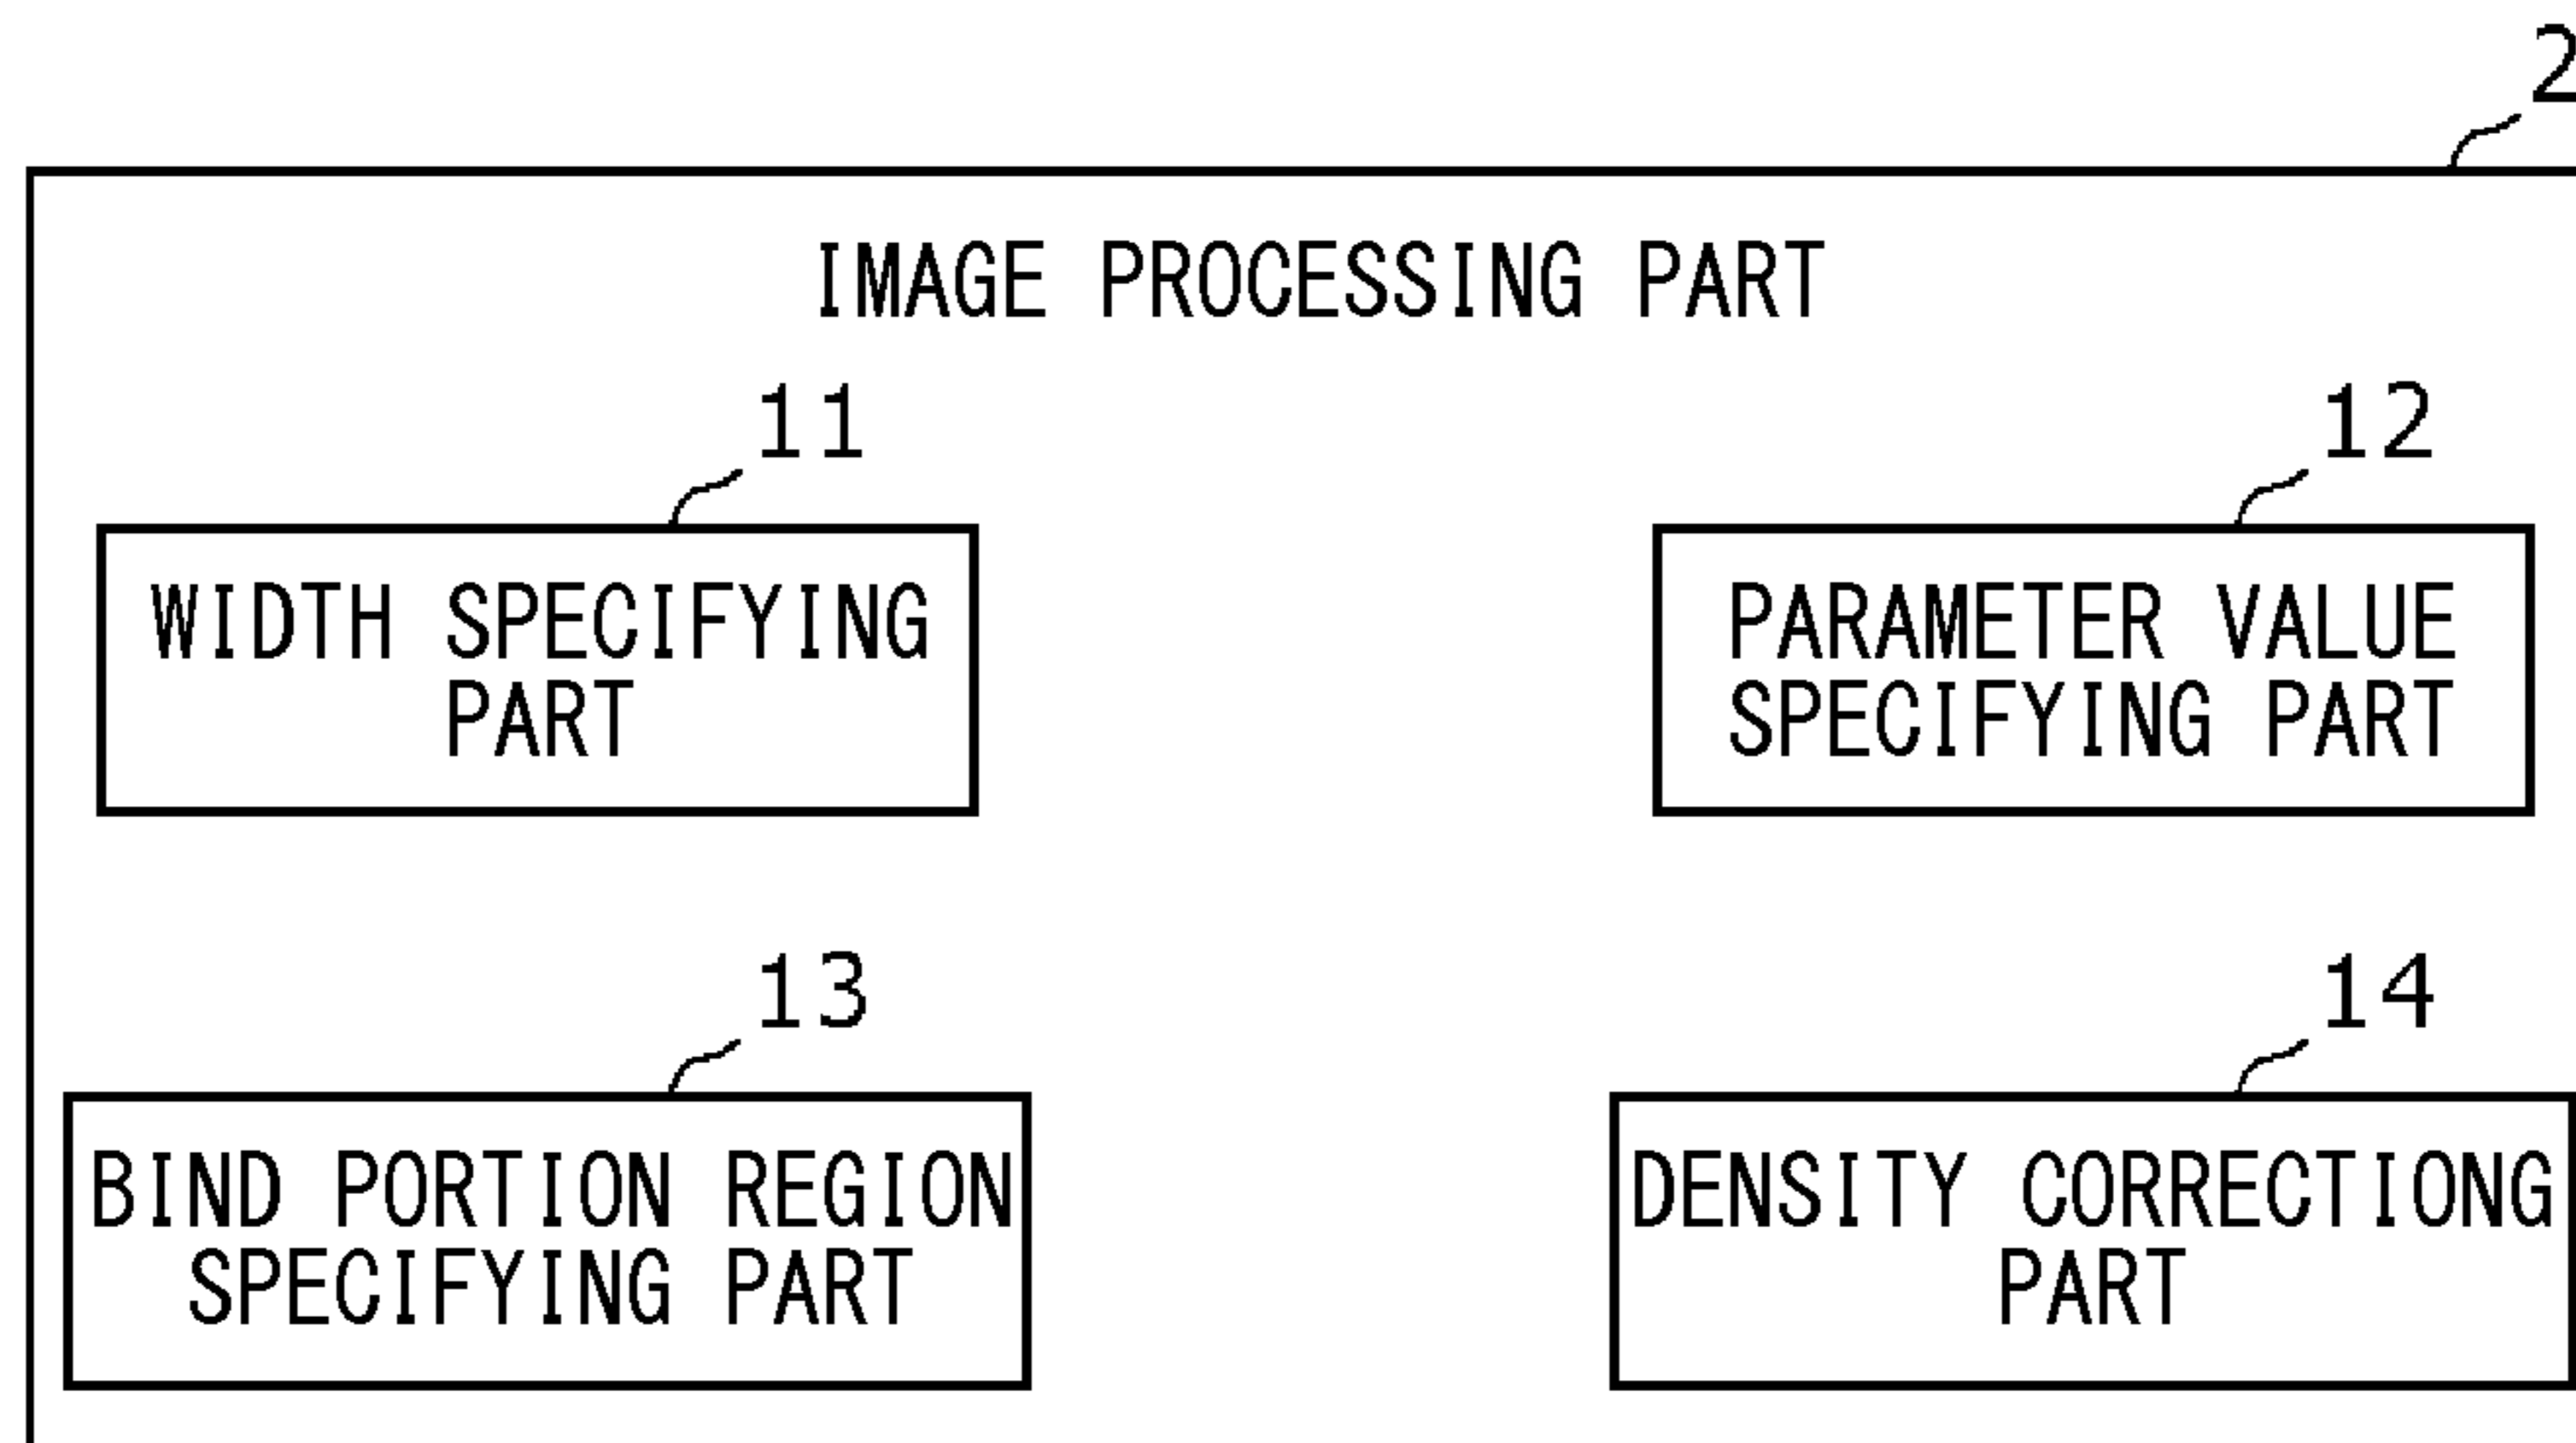 2
IMAGE PROCESSING PART
11
12
WIDTH SPECIFYING
PART
PARAMETER VALUE
SPECIFYING PART
13
14
BIND PORTION REGION
SPECIFYING PART
DENSITY CORRECTIONG
PART